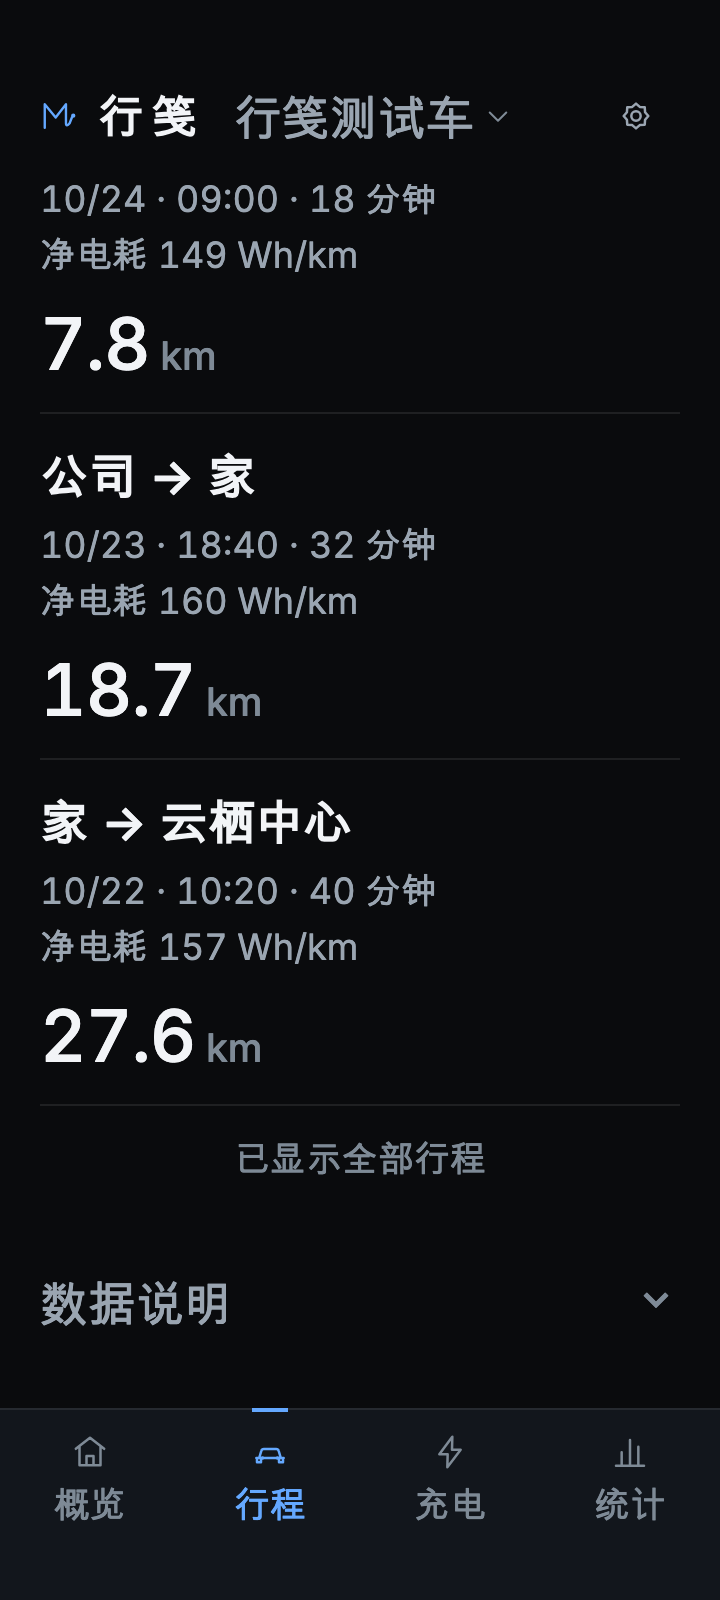 行笺 行笺测试车
10/24 · 09:00 · 18 分钟
净电耗 149 Wh/km
7.8 km
公司 → 家
10/23 · 18:40 · 32 分钟
净电耗 160 Wh/km
18.7 km
家 → 云栖中心
10/22 · 10:20 · 40 分钟
净电耗 157 Wh/km
27.6 km
已显示全部行程
数据说明
概览 行程 充电 统计